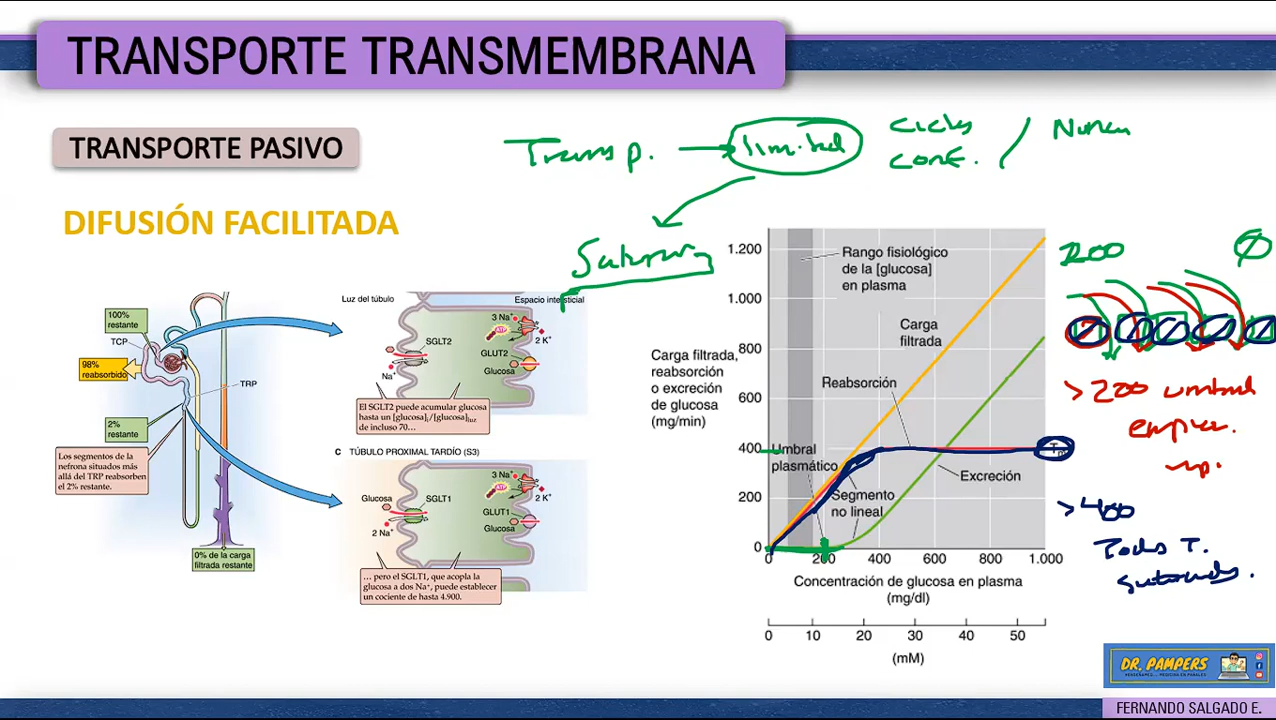 TRANSPORTE TRANSMEMBRANA
TRANSPORTE PASIVO
Transp.
Ciclos
conf.
DIFUSIÓN FACILITADA
100%
restante
TCP
98%
reabsorbido
TRP
2%
restante
Los segmentos de la
nefrona situados más
allá del TRP reabsorben
el 2% restante.
0% de la carga
filtrada restante
Luz del túbulo
Espacio intersticial
3 Na+
ATP
2 K+
SGLT2
GLUT2
Glucosa
Na+
El SGLT2 puede acumular glucosa
hasta un [glucosa]i/[glucosa]luz
de incluso 70…
C TÚBULO PROXIMAL TARDÍO (S3)
3 Na+
ATP
2 K+
Glucosa
SGLT1
GLUT1
Glucosa
2 Na+
… pero el SGLT1, que acopla la
glucosa a dos Na+, puede establecer
un cociente de hasta 4.900.
Carga filtrada,
reabsorción
o excreción
de glucosa
(mg/min)
1.200
1.000
800
600
400
200
0
Rango fisiológico
de la [glucosa]
en plasma
Carga
filtrada
Reabsorción
Umbral
plasmático
Segmento
no lineal
Excreción
0 200 400 600 800 1.000
Concentración de glucosa en plasma
(mg/dl)
0 10 20 30 40 50
(mM)
200
>200 umbral
>400
Todos T.
DR. PAMPERS
FERNANDO SALGADO E.